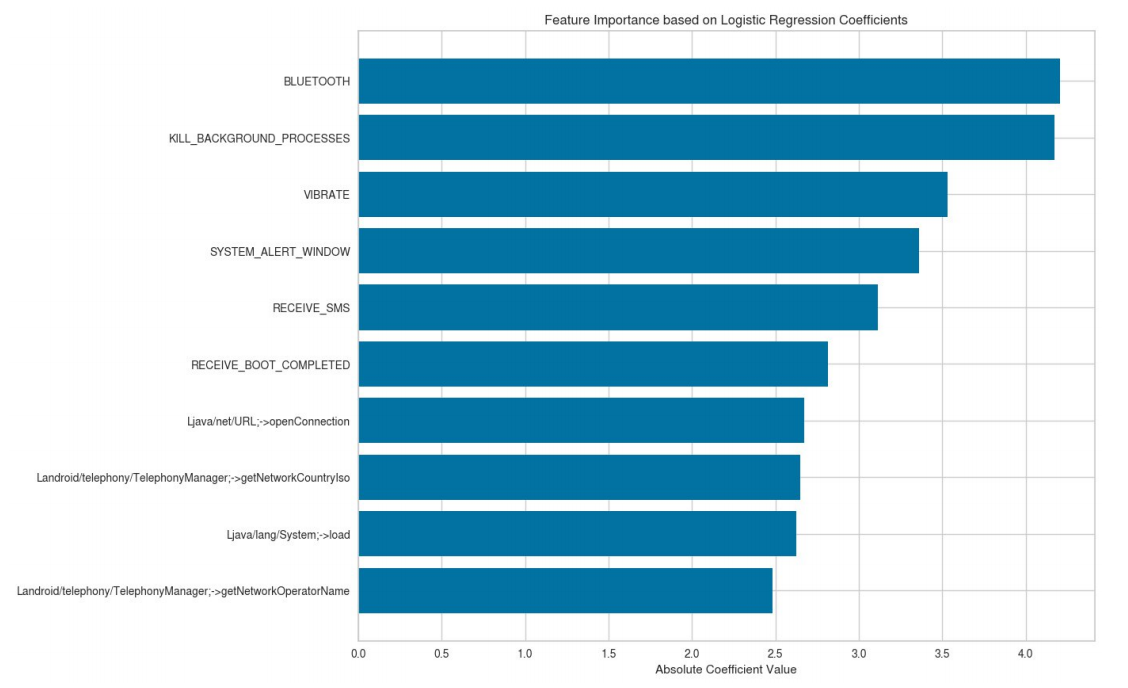 Feature Importance based on Logistic Regression Coefficients
BLUETOOTH
KILL_BACKGROUND_PROCESSES
VIBRATE
SYSTEM_ALERT_WINDOW
RECEIVE_SMS
RECEIVE_BOOT_COMPLETED
Ljava/net/URL;->openConnection
Landroid/telephony/TelephonyManager;->getNetworkCountryIso
Ljava/lang/System;->load
Landroid/telephony/TelephonyManager;->getNetworkOperatorName
0.0 0.5 1.0 1.5 2.0 2.5 3.0 3.5 4.0
Absolute Coefficient Value